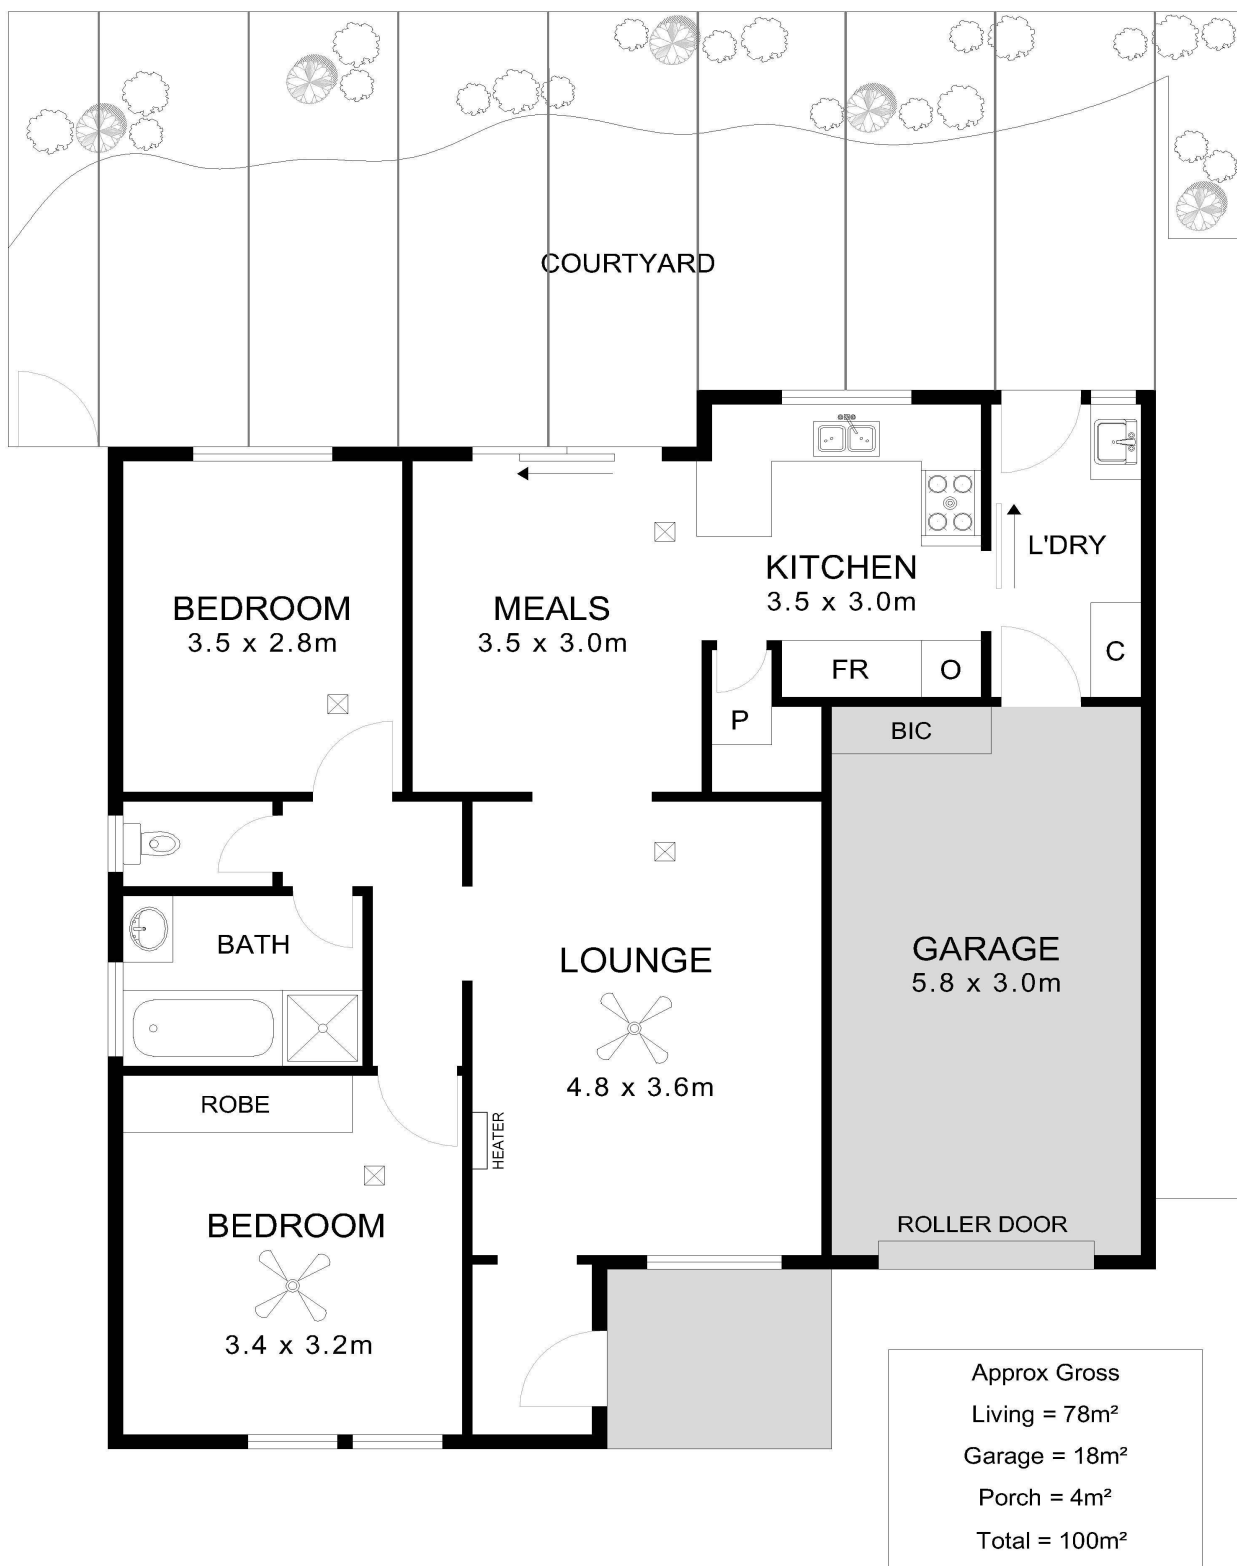 COURTYARD
L'DRY
KITCHEN
3.5 x 3.0m
BEDROOM
3.5 x 2.8m
MEALS
3.5 x 3.0m
C
FR
O
P
BIC
BATH
LOUNGE
4.8 x 3.6m
GARAGE
5.8 x 3.0m
ROBE
HEATER
BEDROOM
3.4 x 3.2m
ROLLER DOOR
Approx Gross
Living = 78m²
Garage = 18m²
Porch = 4m²
Total = 100m²